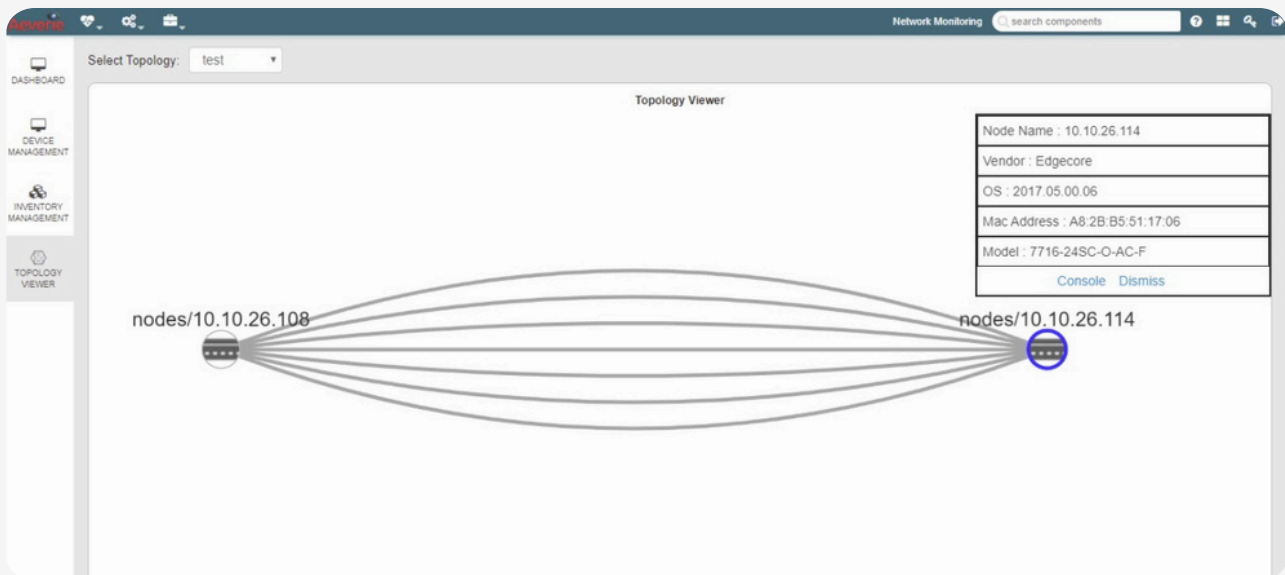 Aeverie
Network Monitoring
search components
Select Topology: test
DASHBOARD
DEVICE
MANAGEMENT
INVENTORY
MANAGEMENT
TOPOLOGY
VIEWER
Topology Viewer
Node Name : 10.10.26.114
Vendor : Edgecore
OS : 2017.05.00.06
Mac Address : A8:2B:B5:51:17:06
Model : 7716-24SC-O-AC-F
Console Dismiss
nodes/10.10.26.108
nodes/10.10.26.114